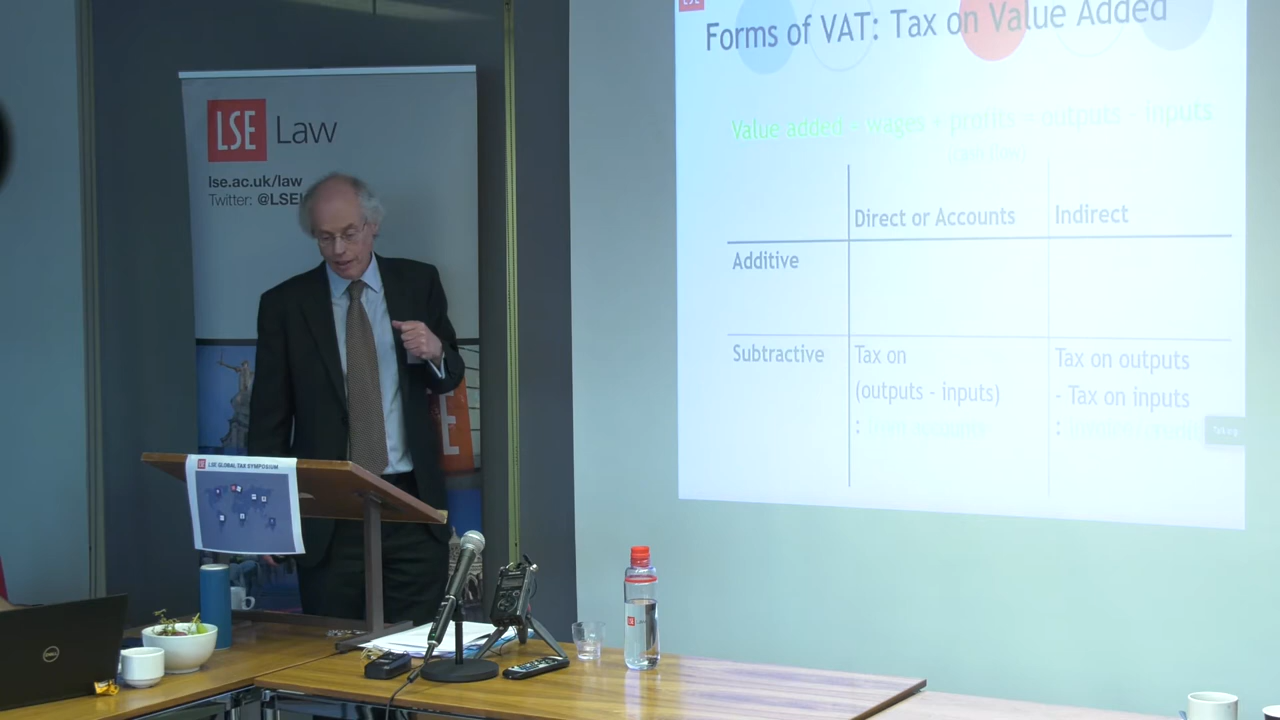 LSE Law
lse.ac.uk/law
Twitter: @LSE
LSE GLOBAL TAX SYMPOSIUM
DELL
LSE
Forms of VAT: Tax on Value Added
Value added = wages + profits = outputs - inputs
Direct or Accounts
Indirect
Additive
Subtractive
Tax on
(outputs - inputs)
:
Tax on outputs
- Tax on inputs
: